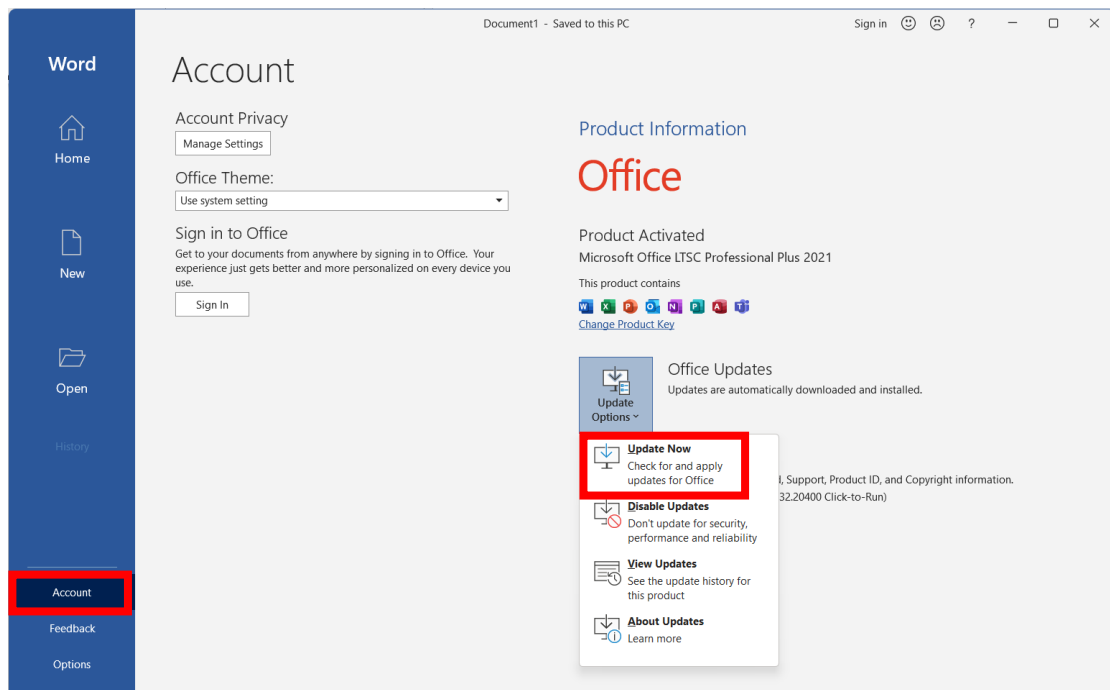 Document1 - Saved to this PC
Sign in
?
Word
Home
New
Open
History
Account
Feedback
Options
Account
Account Privacy
Manage Settings
Office Theme:
Use system setting
Sign in to Office
Get to your documents from anywhere by signing in to Office. Your
experience just gets better and more personalized on every device you
use.
Sign In
Product Information
Office
Product Activated
Microsoft Office LTSC Professional Plus 2021
This product contains
W X P O N P A T
Change Product Key
Update
Options
Office Updates
Updates are automatically downloaded and installed.
Update Now
Check for and apply
updates for Office
Disable Updates
Don't update for security,
performance and reliability
View Updates
See the update history for
this product
About Updates
Learn more
, Support, Product ID, and Copyright information.
32.20400 Click-to-Run)